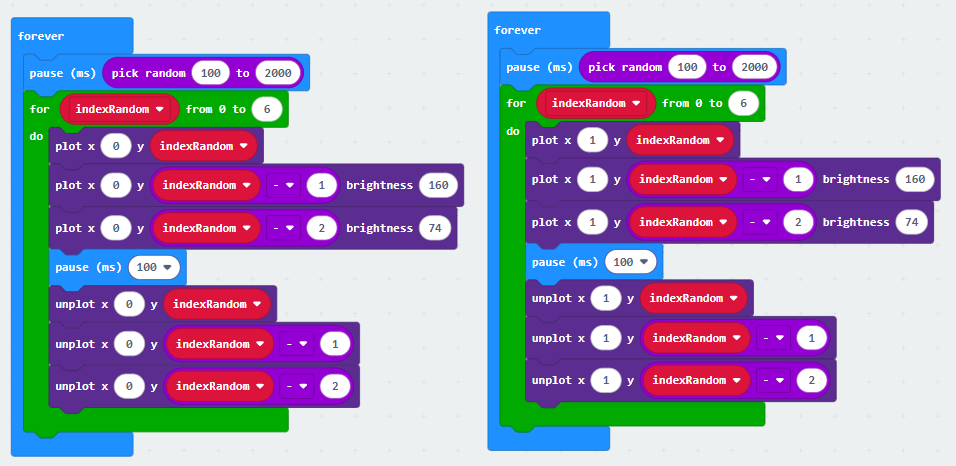 forever
pause (ms) pick random 100 to 2000
for indexRandom from 0 to 6
do
plot x 0 y indexRandom
plot x 0 y indexRandom - 1 brightness 160
plot x 0 y indexRandom - 2 brightness 74
pause (ms) 100
unplot x 0 y indexRandom
unplot x 0 y indexRandom - 1
unplot x 0 y indexRandom - 2
forever
pause (ms) pick random 100 to 2000
for indexRandom from 0 to 6
do
plot x 1 y indexRandom
plot x 1 y indexRandom - 1 brightness 160
plot x 1 y indexRandom - 2 brightness 74
pause (ms) 100
unplot x 1 y indexRandom
unplot x 1 y indexRandom - 1
unplot x 1 y indexRandom - 2